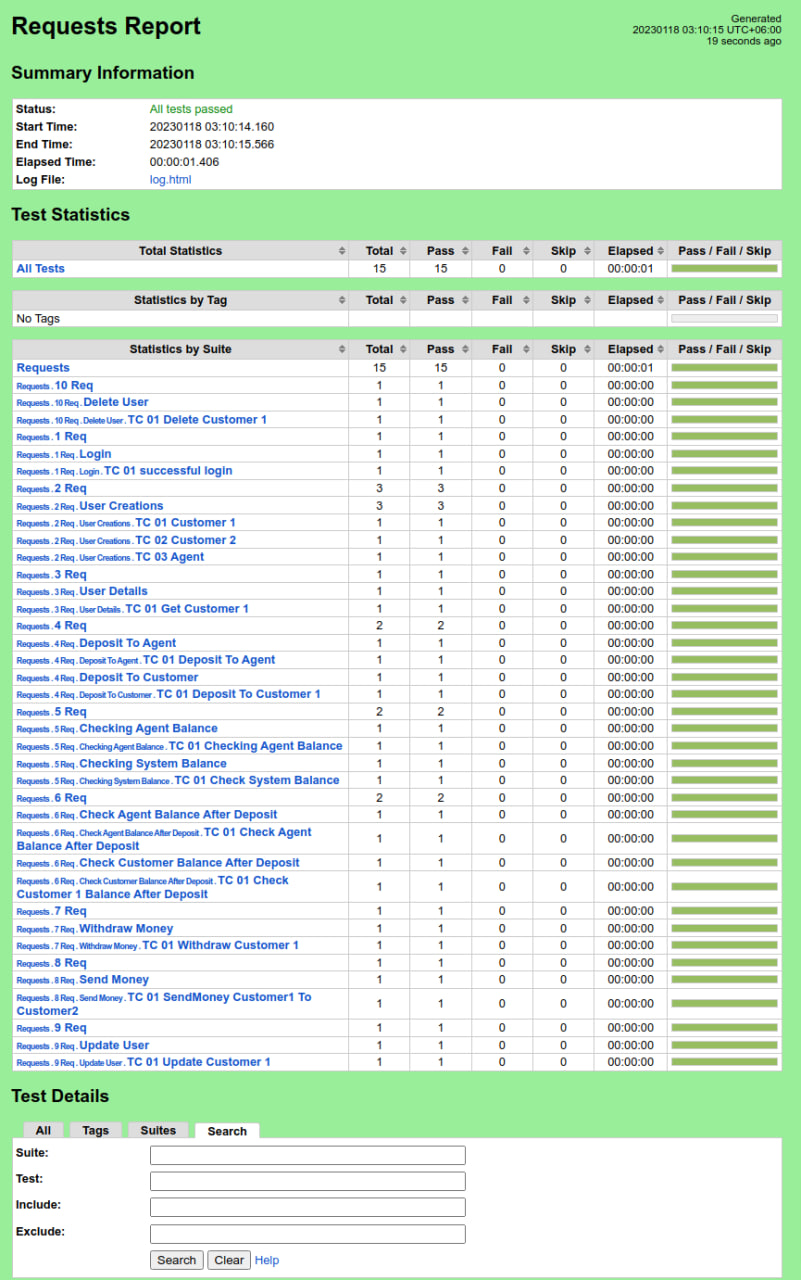 Requests Report
Generated
20230118 03:10:15 UTC+06:00
19 seconds ago
Summary Information
Status: All tests passed
Start Time: 20230118 03:10:14.160
End Time: 20230118 03:10:15.566
Elapsed Time: 00:00:01.406
Log File: log.html
Test Statistics
Total Statistics Total Pass Fail Skip Elapsed Pass / Fail / Skip
All Tests 15 15 0 0 00:00:01
Statistics by Tag Total Pass Fail Skip Elapsed Pass / Fail / Skip
No Tags
Statistics by Suite Total Pass Fail Skip Elapsed Pass / Fail / Skip
Requests 15 15 0 0 00:00:01
Requests . 10 Req 1 1 0 0 00:00:00
Requests . 10 Req . Delete User 1 1 0 0 00:00:00
Requests . 10 Req . Delete User . TC 01 Delete Customer 1 1 1 0 0 00:00:00
Requests . 1 Req 1 1 0 0 00:00:00
Requests . 1 Req . Login 1 1 0 0 00:00:00
Requests . 1 Req . Login . TC 01 successful login 1 1 0 0 00:00:00
Requests . 2 Req 3 3 0 0 00:00:00
Requests . 2 Req . User Creations 3 3 0 0 00:00:00
Requests . 2 Req . User Creations . TC 01 Customer 1 1 1 0 0 00:00:00
Requests . 2 Req . User Creations . TC 02 Customer 2 1 1 0 0 00:00:00
Requests . 2 Req . User Creations . TC 03 Agent 1 1 0 0 00:00:00
Requests . 3 Req 1 1 0 0 00:00:00
Requests . 3 Req . User Details 1 1 0 0 00:00:00
Requests . 3 Req . User Details . TC 01 Get Customer 1 1 1 0 0 00:00:00
Requests . 4 Req 2 2 0 0 00:00:00
Requests . 4 Req . Deposit To Agent 1 1 0 0 00:00:00
Requests . 4 Req . Deposit To Agent . TC 01 Deposit To Agent 1 1 0 0 00:00:00
Requests . 4 Req . Deposit To Customer 1 1 0 0 00:00:00
Requests . 4 Req . Deposit To Customer . TC 01 Deposit To Customer 1 1 1 0 0 00:00:00
Requests . 5 Req 2 2 0 0 00:00:00
Requests . 5 Req . Checking Agent Balance 1 1 0 0 00:00:00
Requests . 5 Req . Checking Agent Balance . TC 01 Checking Agent Balance 1 1 0 0 00:00:00
Requests . 5 Req . Checking System Balance 1 1 0 0 00:00:00
Requests . 5 Req . Checking System Balance . TC 01 Check System Balance 1 1 0 0 00:00:00
Requests . 6 Req 2 2 0 0 00:00:00
Requests . 6 Req . Check Agent Balance After Deposit 1 1 0 0 00:00:00
Requests . 6 Req . Check Agent Balance After Deposit . TC 01 Check Agent
Balance After Deposit 1 1 0 0 00:00:00
Requests . 6 Req . Check Customer Balance After Deposit 1 1 0 0 00:00:00
Requests . 6 Req . Check Customer Balance After Deposit . TC 01 Check
Customer 1 Balance After Deposit 1 1 0 0 00:00:00
Requests . 7 Req 1 1 0 0 00:00:00
Requests . 7 Req . Withdraw Money 1 1 0 0 00:00:00
Requests . 7 Req . Withdraw Money . TC 01 Withdraw Customer 1 1 1 0 0 00:00:00
Requests . 8 Req 1 1 0 0 00:00:00
Requests . 8 Req . Send Money 1 1 0 0 00:00:00
Requests . 8 Req . Send Money . TC 01 SendMoney Customer1 To
Customer2 1 1 0 0 00:00:00
Requests . 9 Req 1 1 0 0 00:00:00
Requests . 9 Req . Update User 1 1 0 0 00:00:00
Requests . 9 Req . Update User . TC 01 Update Customer 1 1 1 0 0 00:00:00
Test Details
All Tags Suites Search
Suite:
Test:
Include:
Exclude:
Search Clear Help